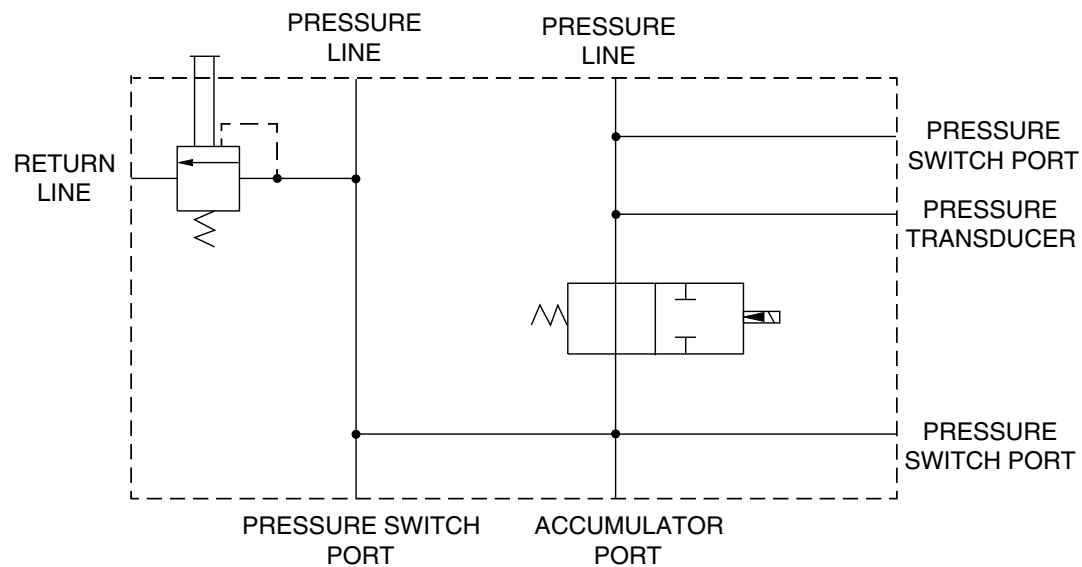 PRESSURE
LINE
PRESSURE
LINE
PRESSURE
SWITCH PORT
RETURN
LINE
PRESSURE
TRANSDUCER
PRESSURE
SWITCH PORT
PRESSURE SWITCH
PORT
ACCUMULATOR
PORT